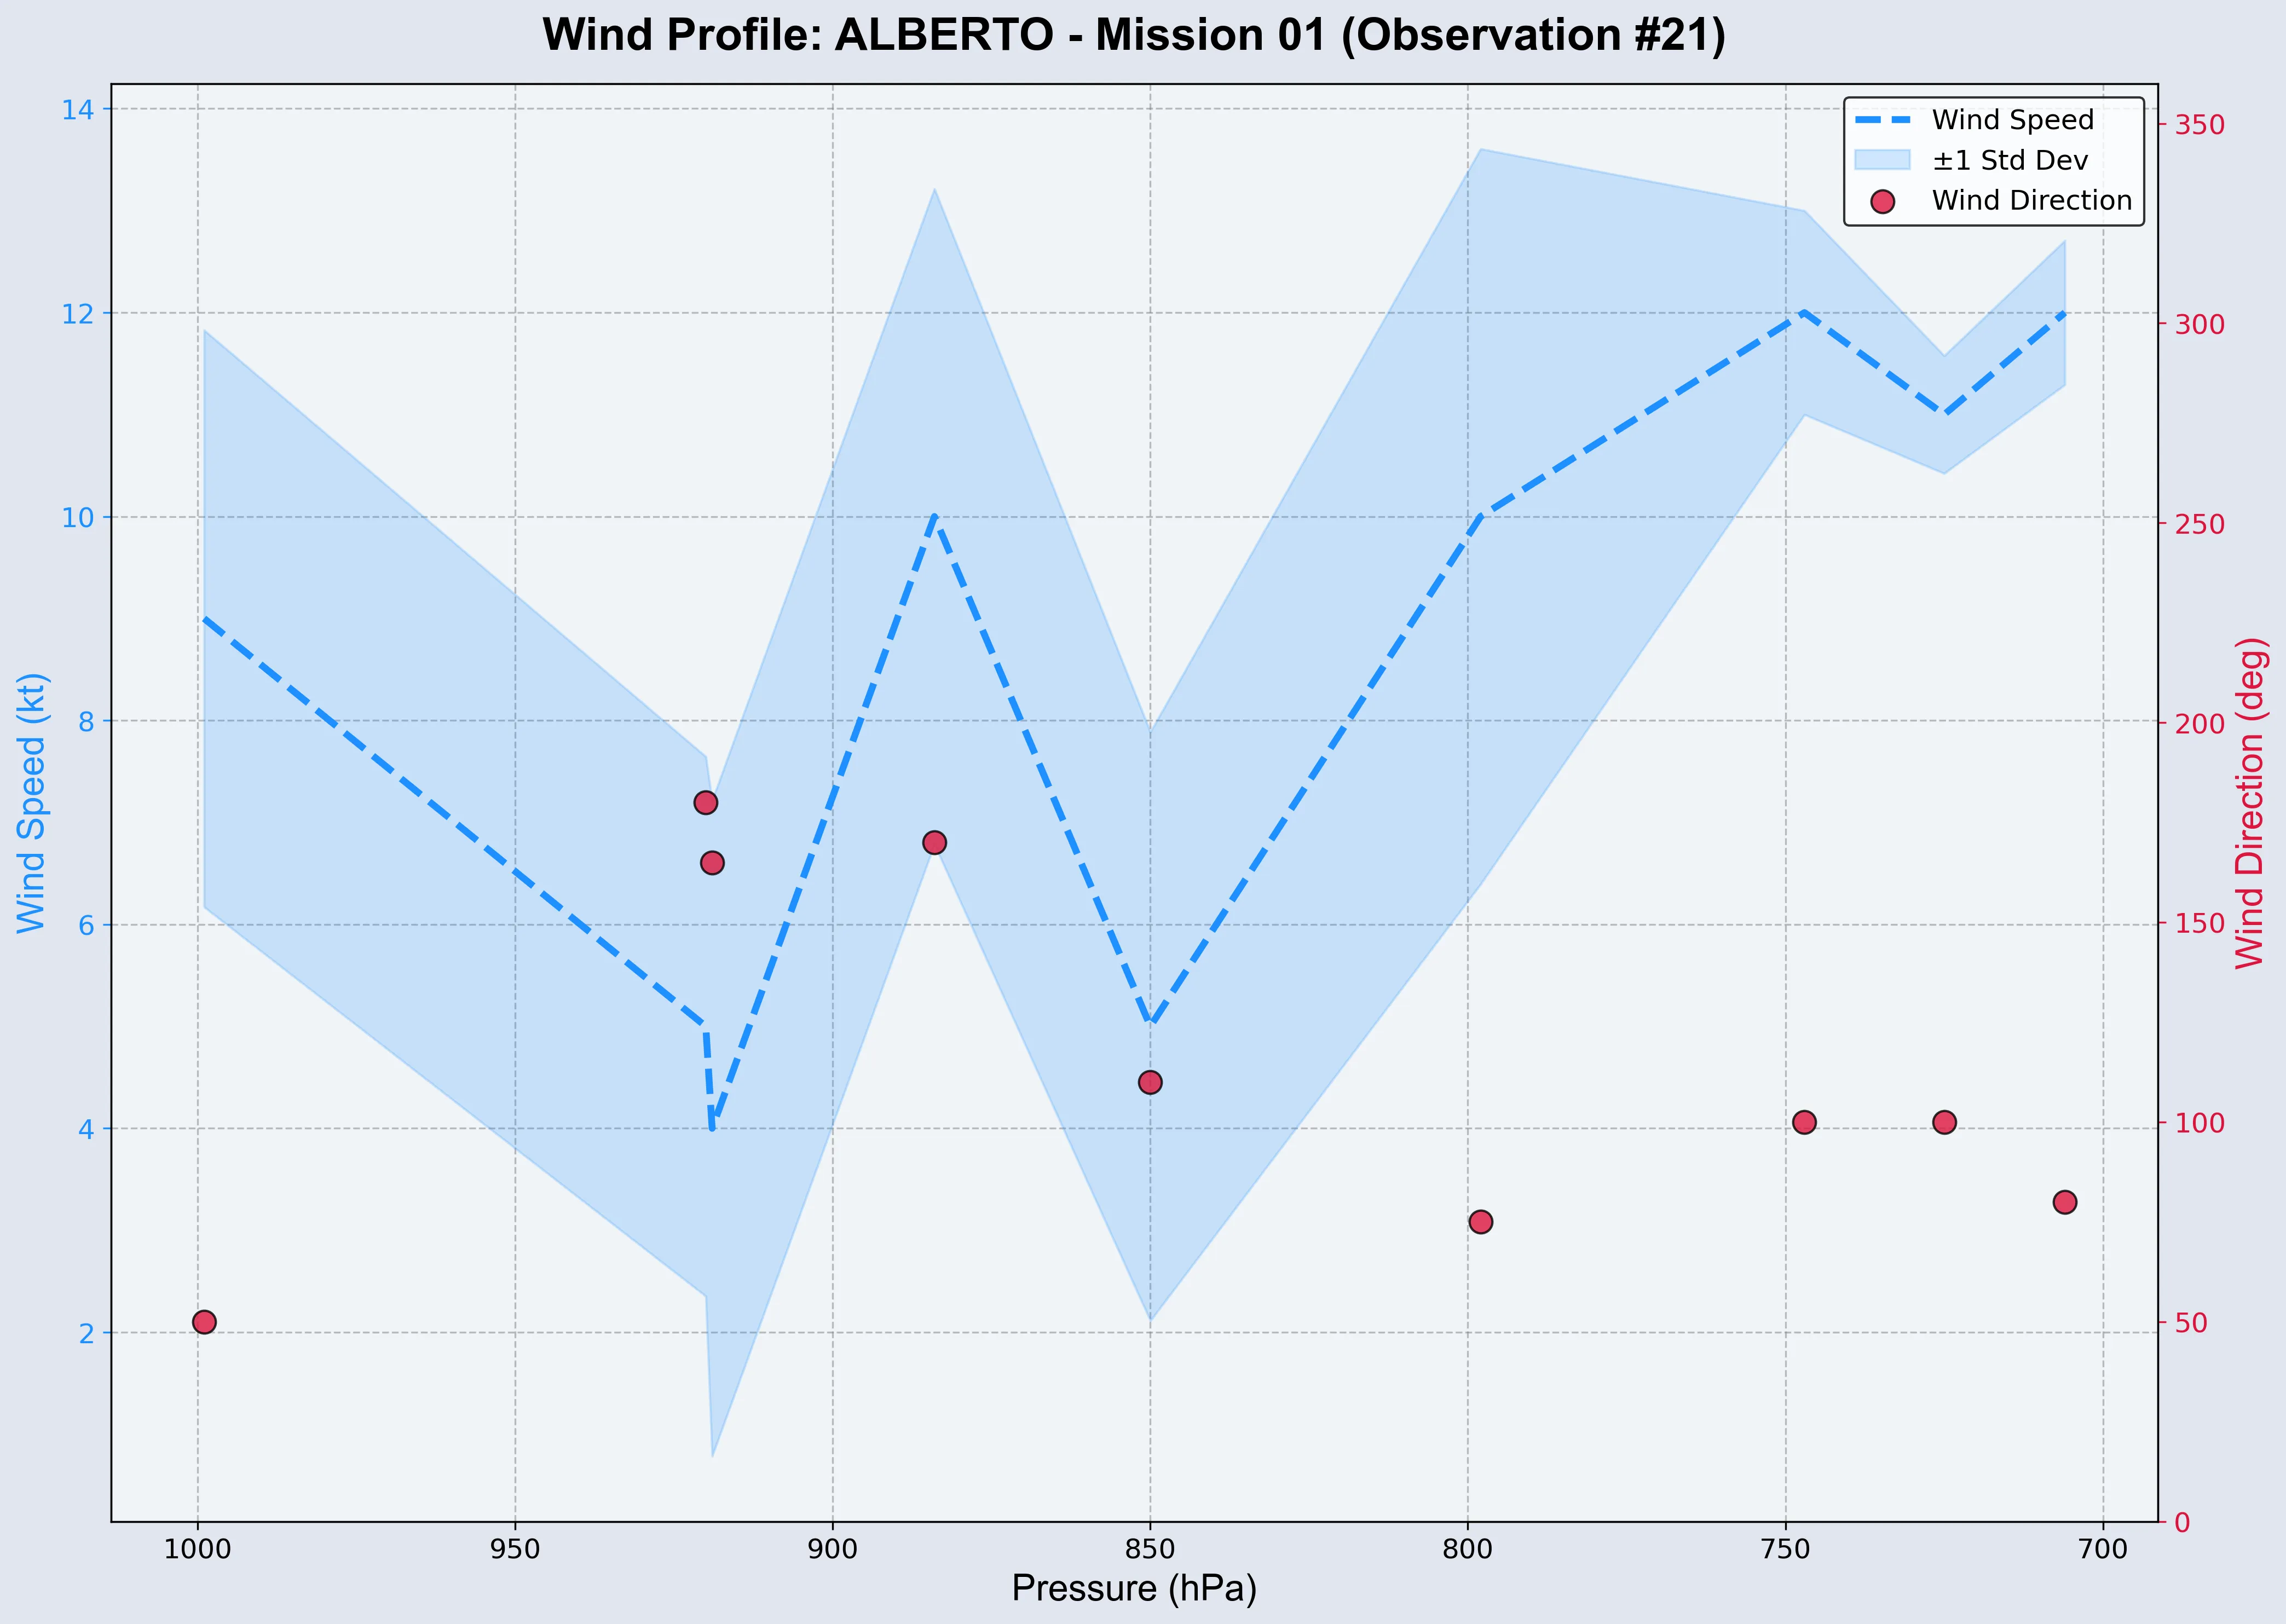 Wind Profile: ALBERTO - Mission 01 (Observation #21)
Wind Speed
±1 Std Dev
Wind Direction
Wind Speed (kt)
14
12
10
8
6
4
2
350
300
250
200
150
100
50
0
Wind Direction (deg)
1000 950 900 850 800 750 700
Pressure (hPa)